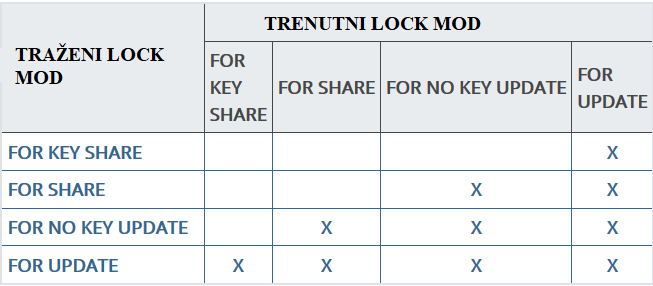 TRAŽENI LOCK MOD
TRENUTNI LOCK MOD
FOR KEY SHARE
FOR SHARE
FOR NO KEY UPDATE
FOR UPDATE
FOR KEY SHARE X
FOR SHARE X X
FOR NO KEY UPDATE X X X
FOR UPDATE X X X X